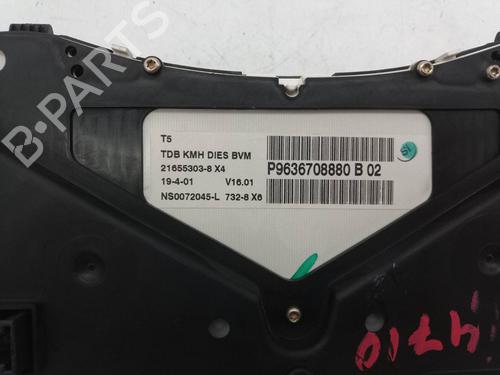 B-PARTS
T5
TDB KMH DIES BVM
21655303-8 X4
19-4-01 V16.01
NS0072045-L 732-8 X6
P9636708880 B 02
4710